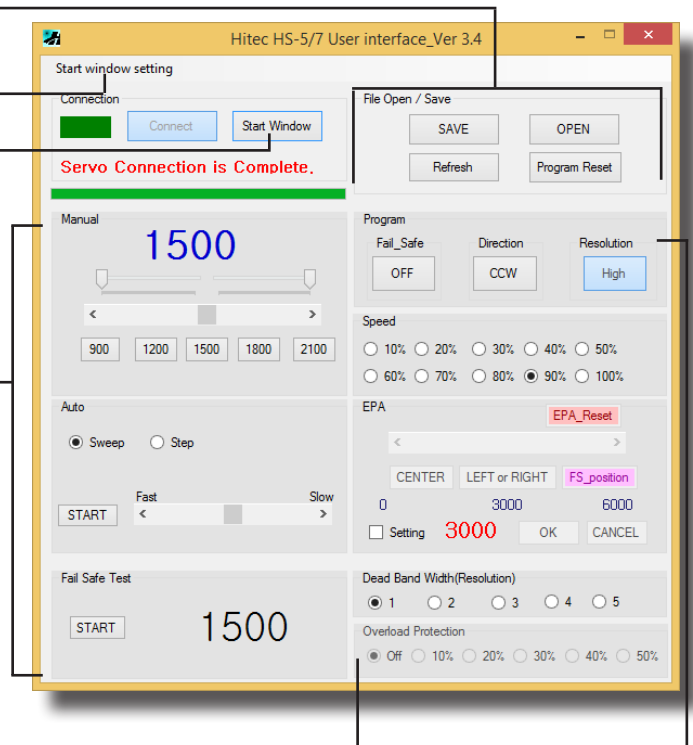 Hitec HS-5/7 User interface_Ver 3.4
Start window setting
Connection
Connect
Start Window
Servo Connection is Complete.
File Open / Save
SAVE
OPEN
Refresh
Program Reset
Manual
1500
900 1200 1500 1800 2100
Program
Fail_Safe Direction Resolution
OFF CCW High
Speed
10% 20% 30% 40% 50%
60% 70% 80% 90% 100%
Auto
Sweep Step
Fast Slow
START
EPA
EPA_Reset
CENTER LEFT or RIGHT FS_position
0 3000 6000
Setting 3000 OK CANCEL
Fail Safe Test
START 1500
Dead Band Width(Resolution)
1 2 3 4 5
Overload Protection
Off 10% 20% 30% 40% 50%